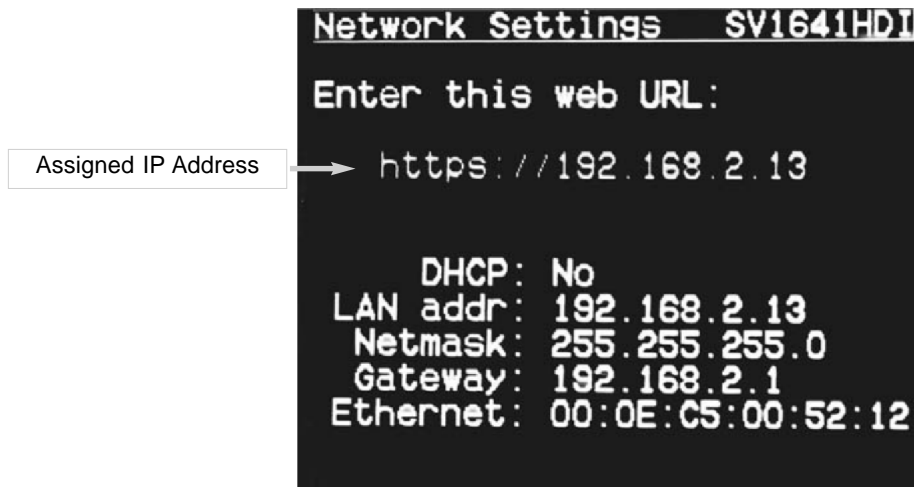 Network Settings SV1641HDI
Enter this web URL:
Assigned IP Address
https://192.168.2.13
DHCP: No
LAN addr: 192.168.2.13
Netmask: 255.255.255.0
Gateway: 192.168.2.1
Ethernet: 00:0E:C5:00:52:12